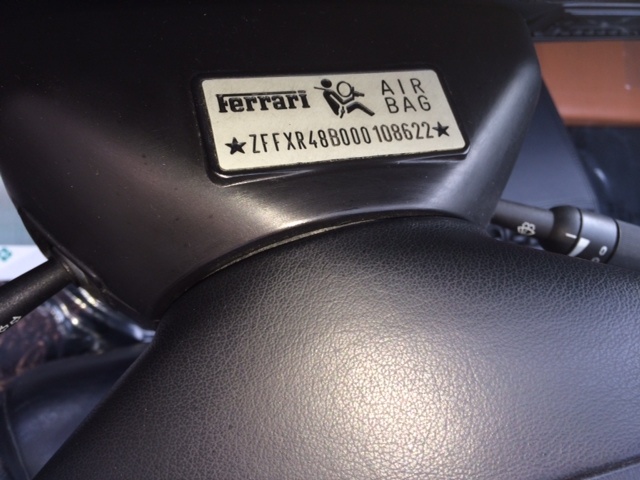 Ferrari
AIR
BAG
★ZFFXR48B000108622★